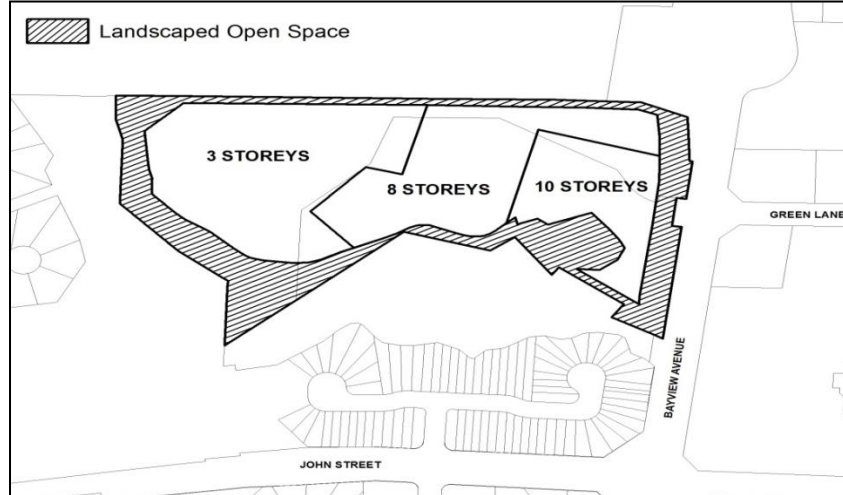 Landscaped Open Space
3 STOREYS
8 STOREYS
10 STOREYS
GREEN LANE
BAYVIEW AVENUE
JOHN STREET